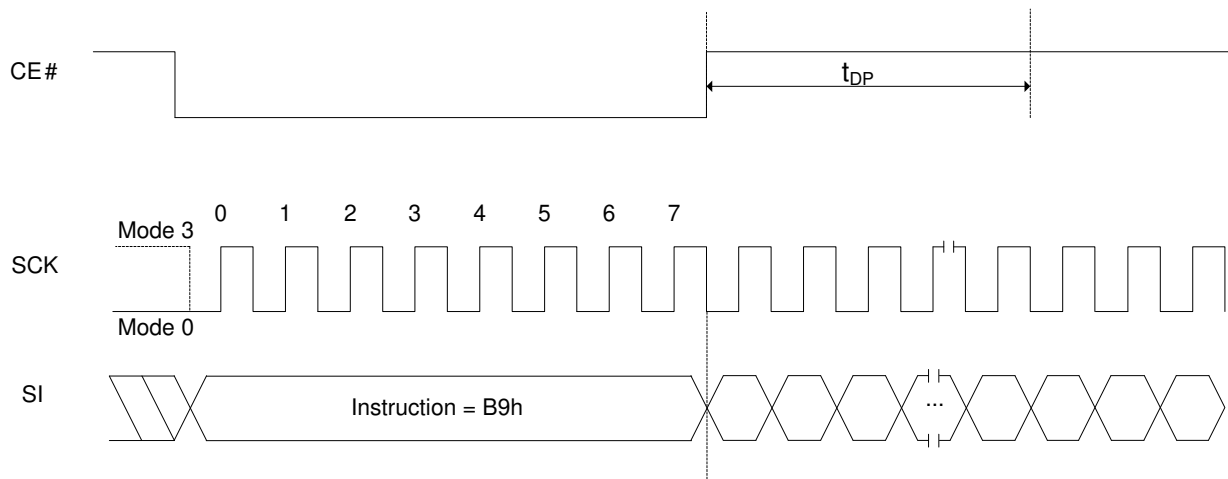 CE#
tDP
0 1 2 3 4 5 6 7
Mode 3
SCK
Mode 0
SI
Instruction = B9h
...